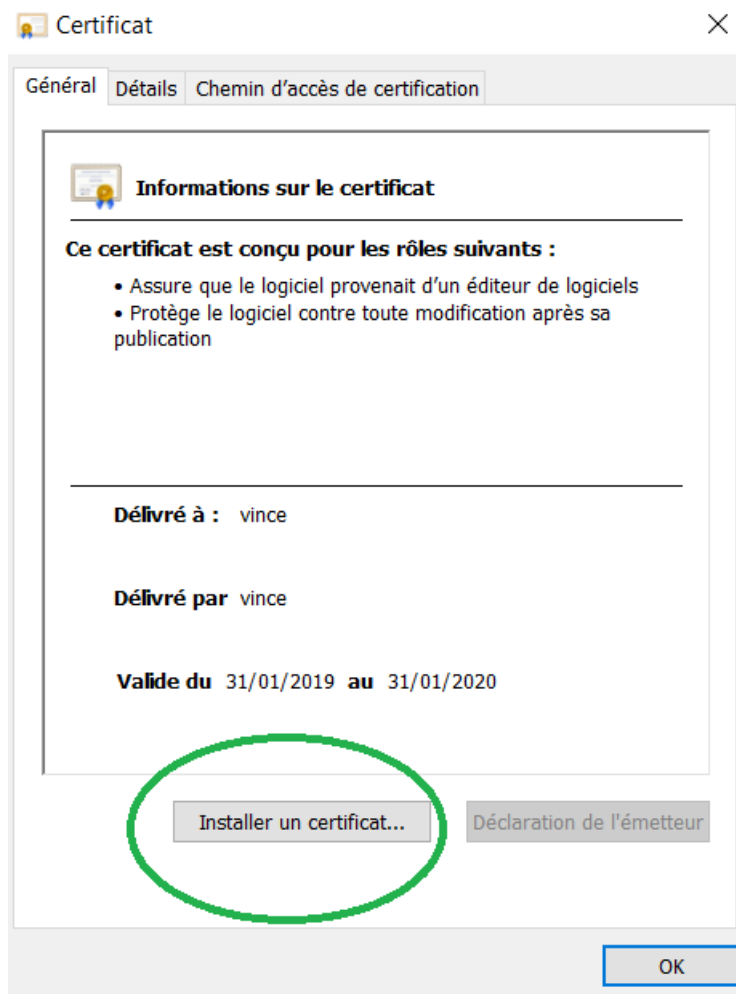 Certificat
Général Détails Chemin d'accès de certification
Informations sur le certificat
Ce certificat est conçu pour les rôles suivants :
• Assure que le logiciel provenait d'un éditeur de logiciels
• Protège le logiciel contre toute modification après sa
publication
Délivré à : vince
Délivré par vince
Valide du 31/01/2019 au 31/01/2020
Installer un certificat... Déclaration de l'émetteur
OK